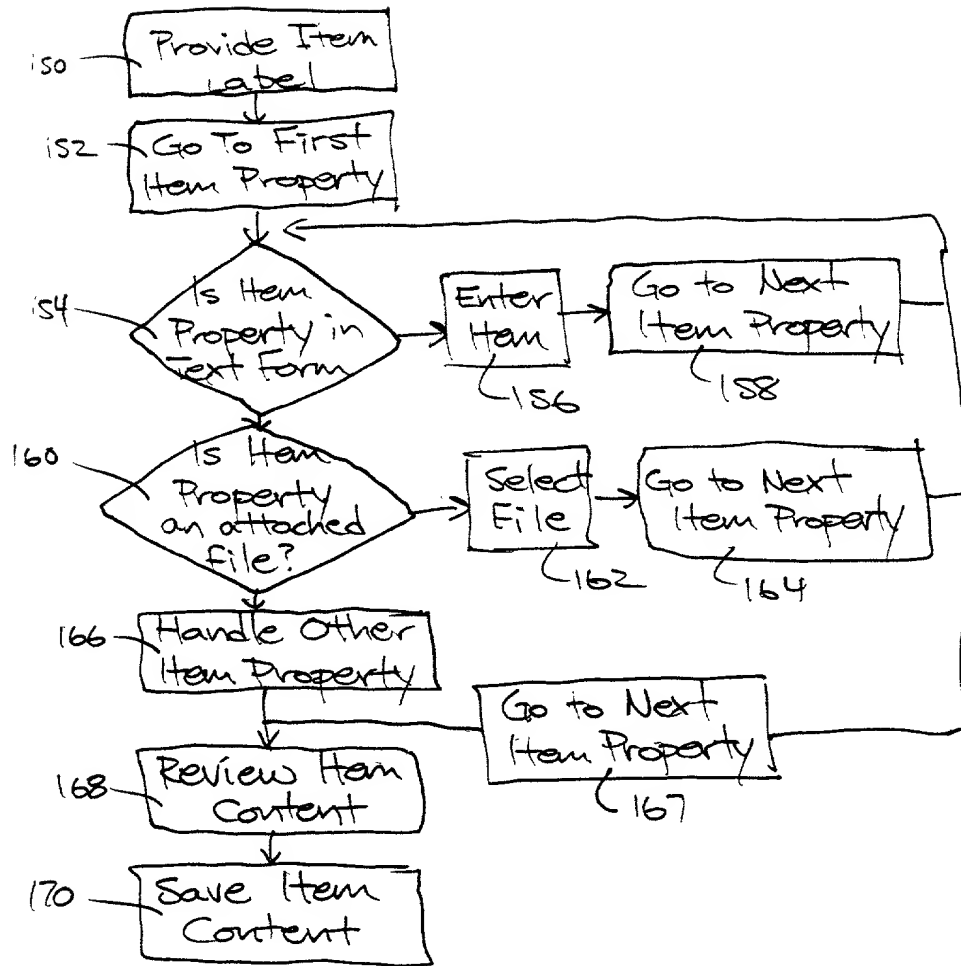 150
Provide Item
Label
152
Go To First
Item Property
154
Is Item
Property in
Text Form
Enter
Item
156
Go to Next
Item Property
158
160
Is Item
Property
an attached
File?
Select
File
162
Go to Next
Item Property
164
166
Handle Other
Item Property
Go to Next
Item Property
167
168
Review Item
Content
170
Save Item
Content